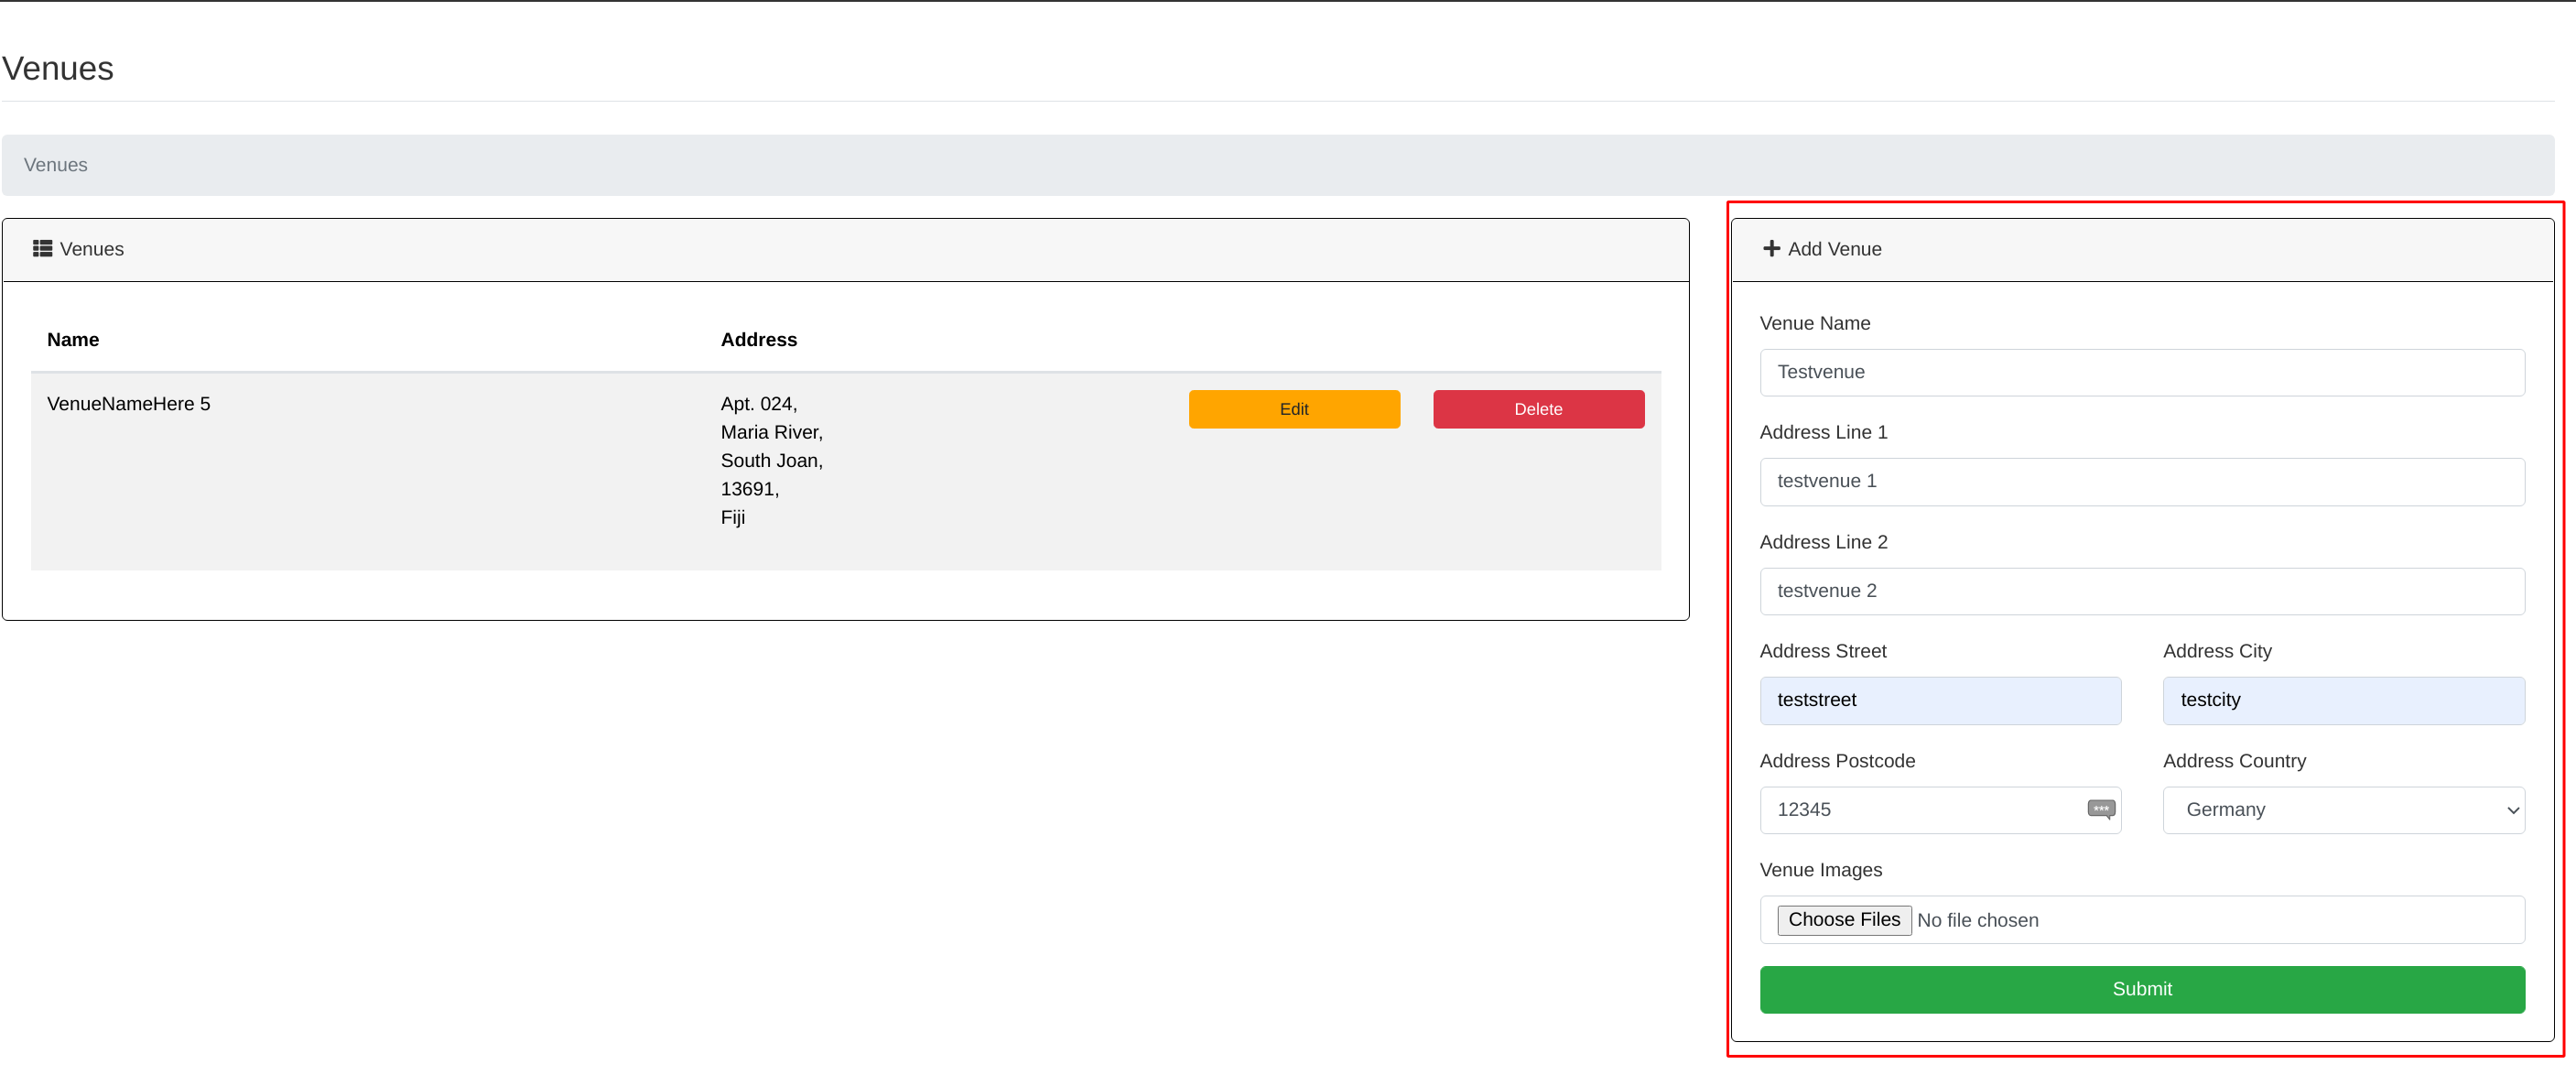 Venues
Venues
Venues
Name Address
VenueNameHere 5
Apt. 024,
Maria River,
South Joan,
13691,
Fiji
Edit Delete
Add Venue
Venue Name
Testvenue
Address Line 1
testvenue 1
Address Line 2
testvenue 2
Address Street Address City
teststreet testcity
Address Postcode Address Country
12345 *** Germany
Venue Images
Choose Files No file chosen
Submit